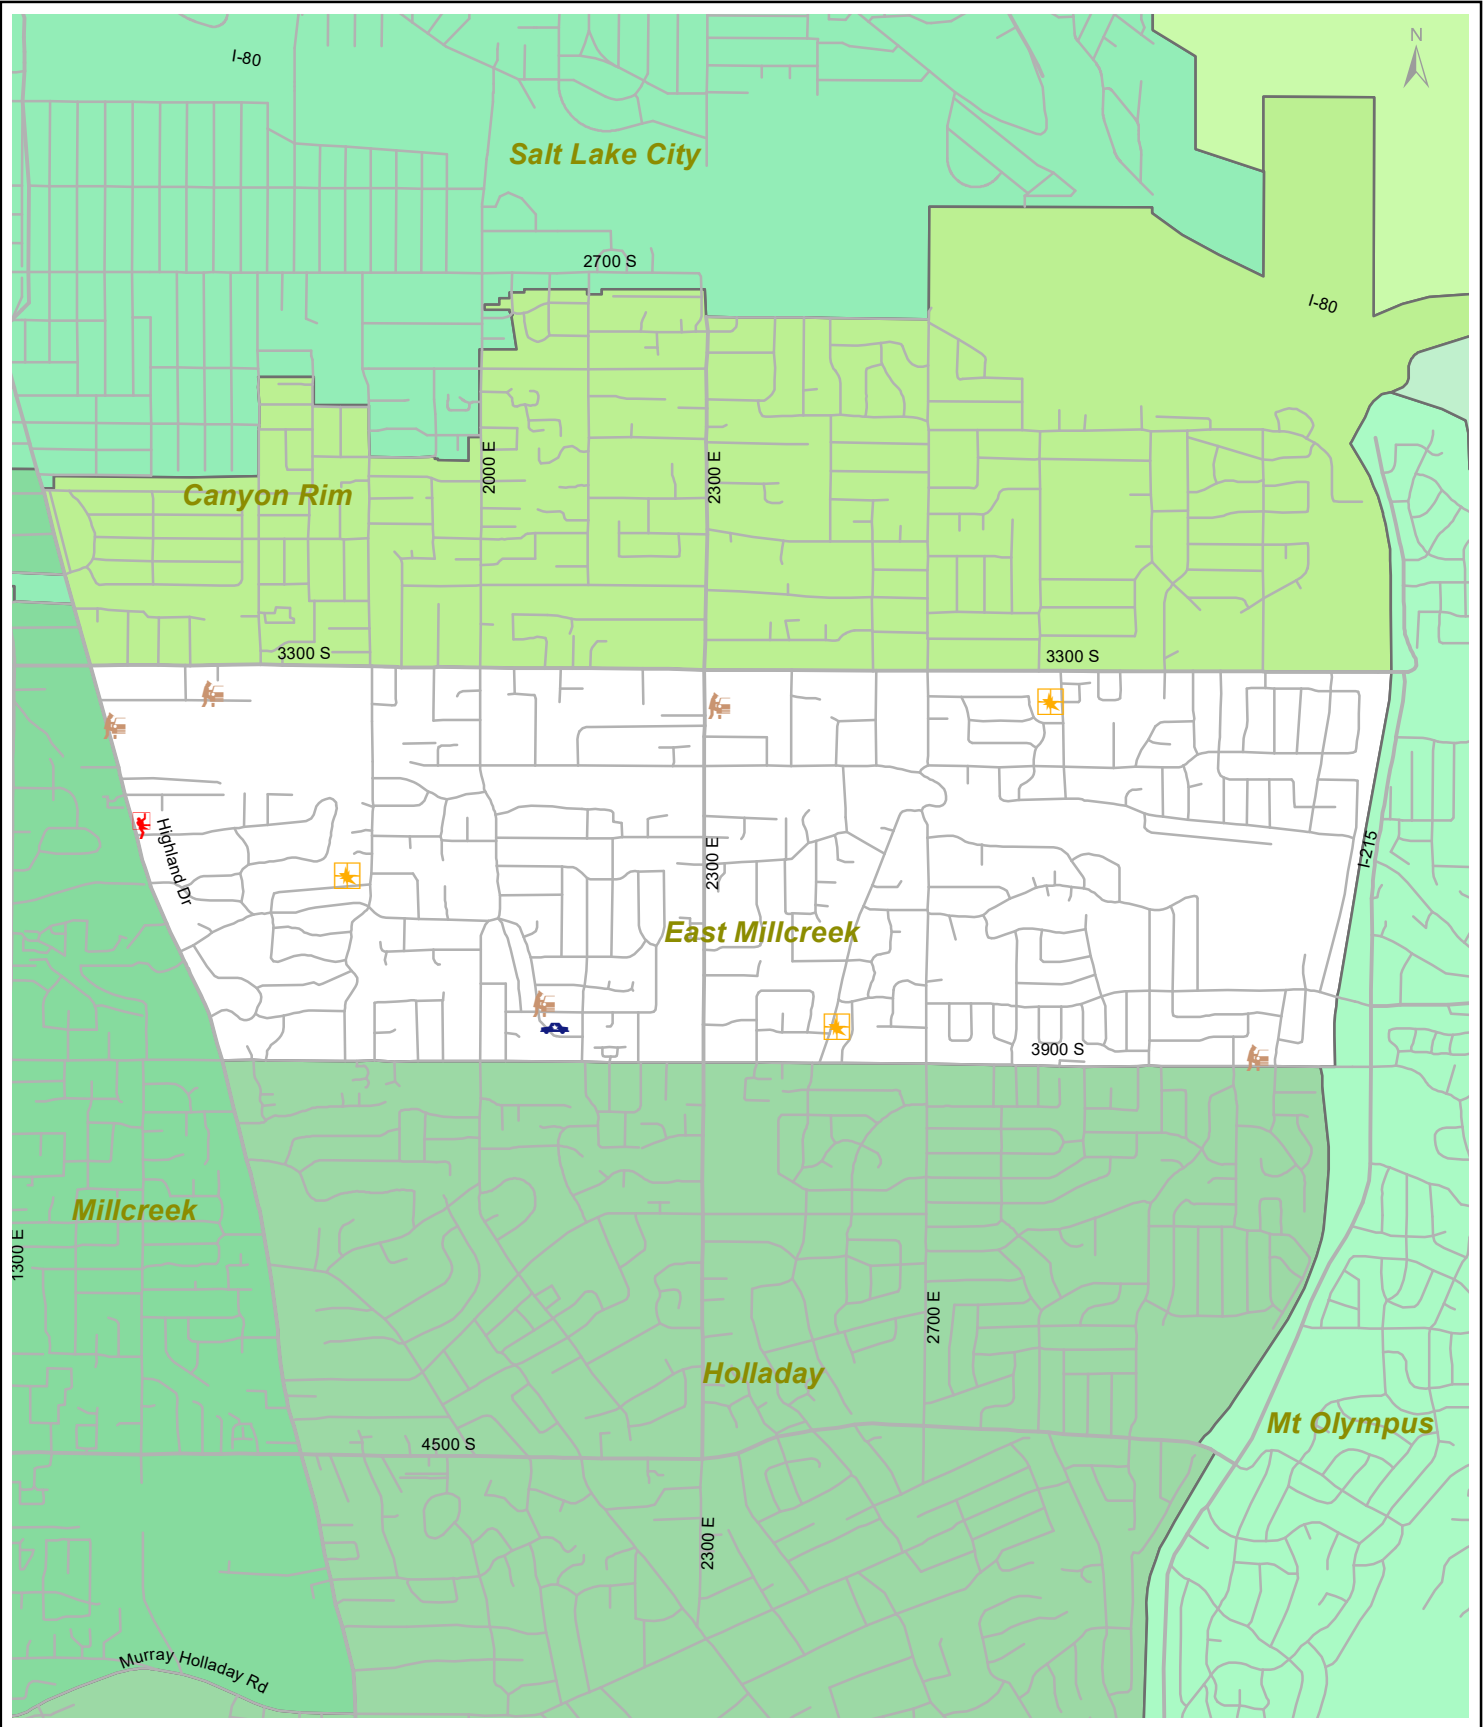 I-80
N
Salt Lake City
2700 S
I-80
2000 E
2300 E
Canyon Rim
3300 S
3300 S
Highland Dr
2300 E
I-215
East Millcreek
3900 S
Millcreek
1300 E
2700 E
Holladay
Mt Olympus
4500 S
2300 E
Murray Holladay Rd